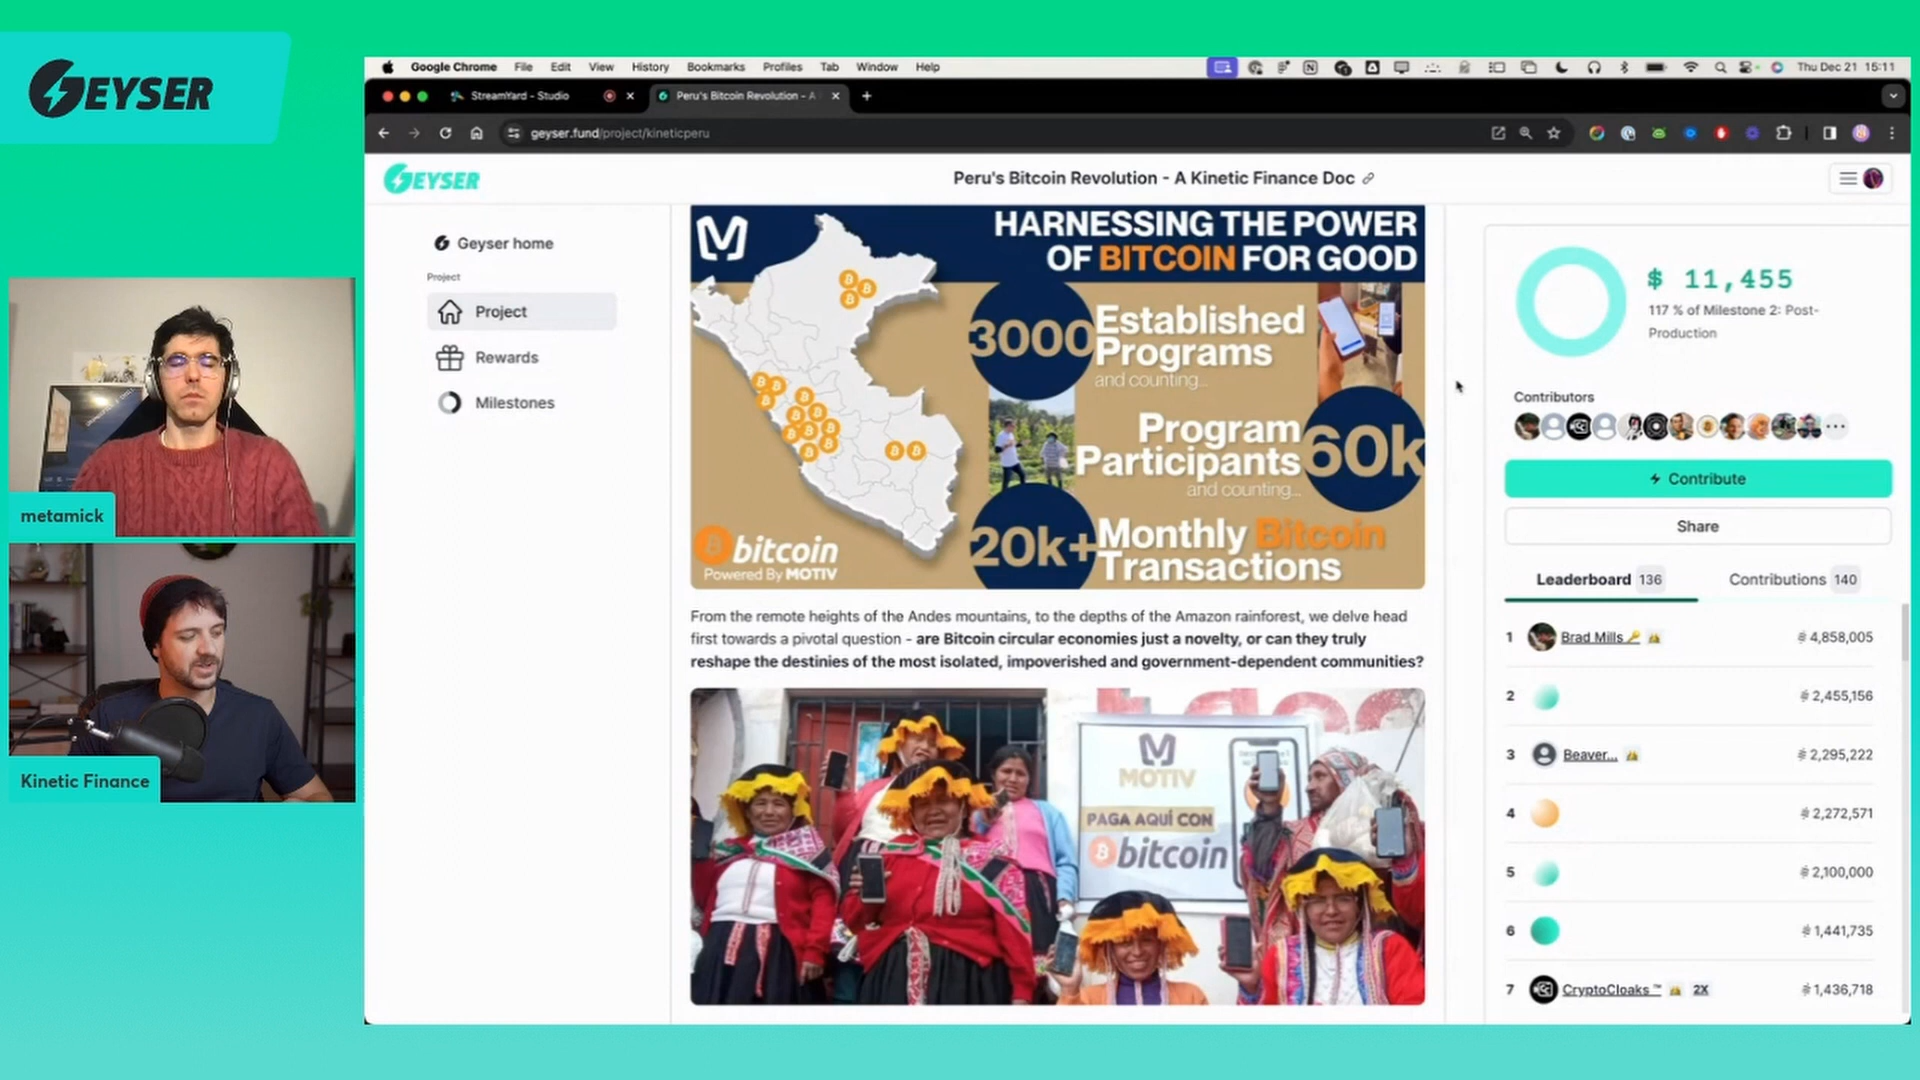 GEYSER
metamick
Kinetic Finance
Google Chrome File Edit View History Bookmarks Profiles Tab Window Help
Thu Dec 21 15:11
StreamYard - Studio
Peru's Bitcoin Revolution - A
geyser.fund/project/kineticperu
GEYSER
Peru's Bitcoin Revolution - A Kinetic Finance Doc
Geyser home
Project
Project
Rewards
Milestones
HARNESSING THE POWER
OF BITCOIN FOR GOOD
3000 Established
Programs
and counting...
Program
Participants 60k
and counting...
20k+ Monthly Bitcoin
Transactions
bitcoin
Powered By MOTIV
From the remote heights of the Andes mountains, to the depths of the Amazon rainforest, we delve head
first towards a pivotal question - are Bitcoin circular economies just a novelty, or can they truly
reshape the destinies of the most isolated, impoverished and government-dependent communities?
MOTIV
PAGA AQUÍ CON
bitcoin
$ 11,455
117 % of Milestone 2: Post-
Production
Contributors
Contribute
Share
Leaderboard 136
Contributions 140
1 Brad Mills 4,858,005
2 2,455,156
3 Beaver... 2,295,222
4 2,272,571
5 2,100,000
6 1,441,735
7 CryptoCloaks ™ 2X 1,436,718